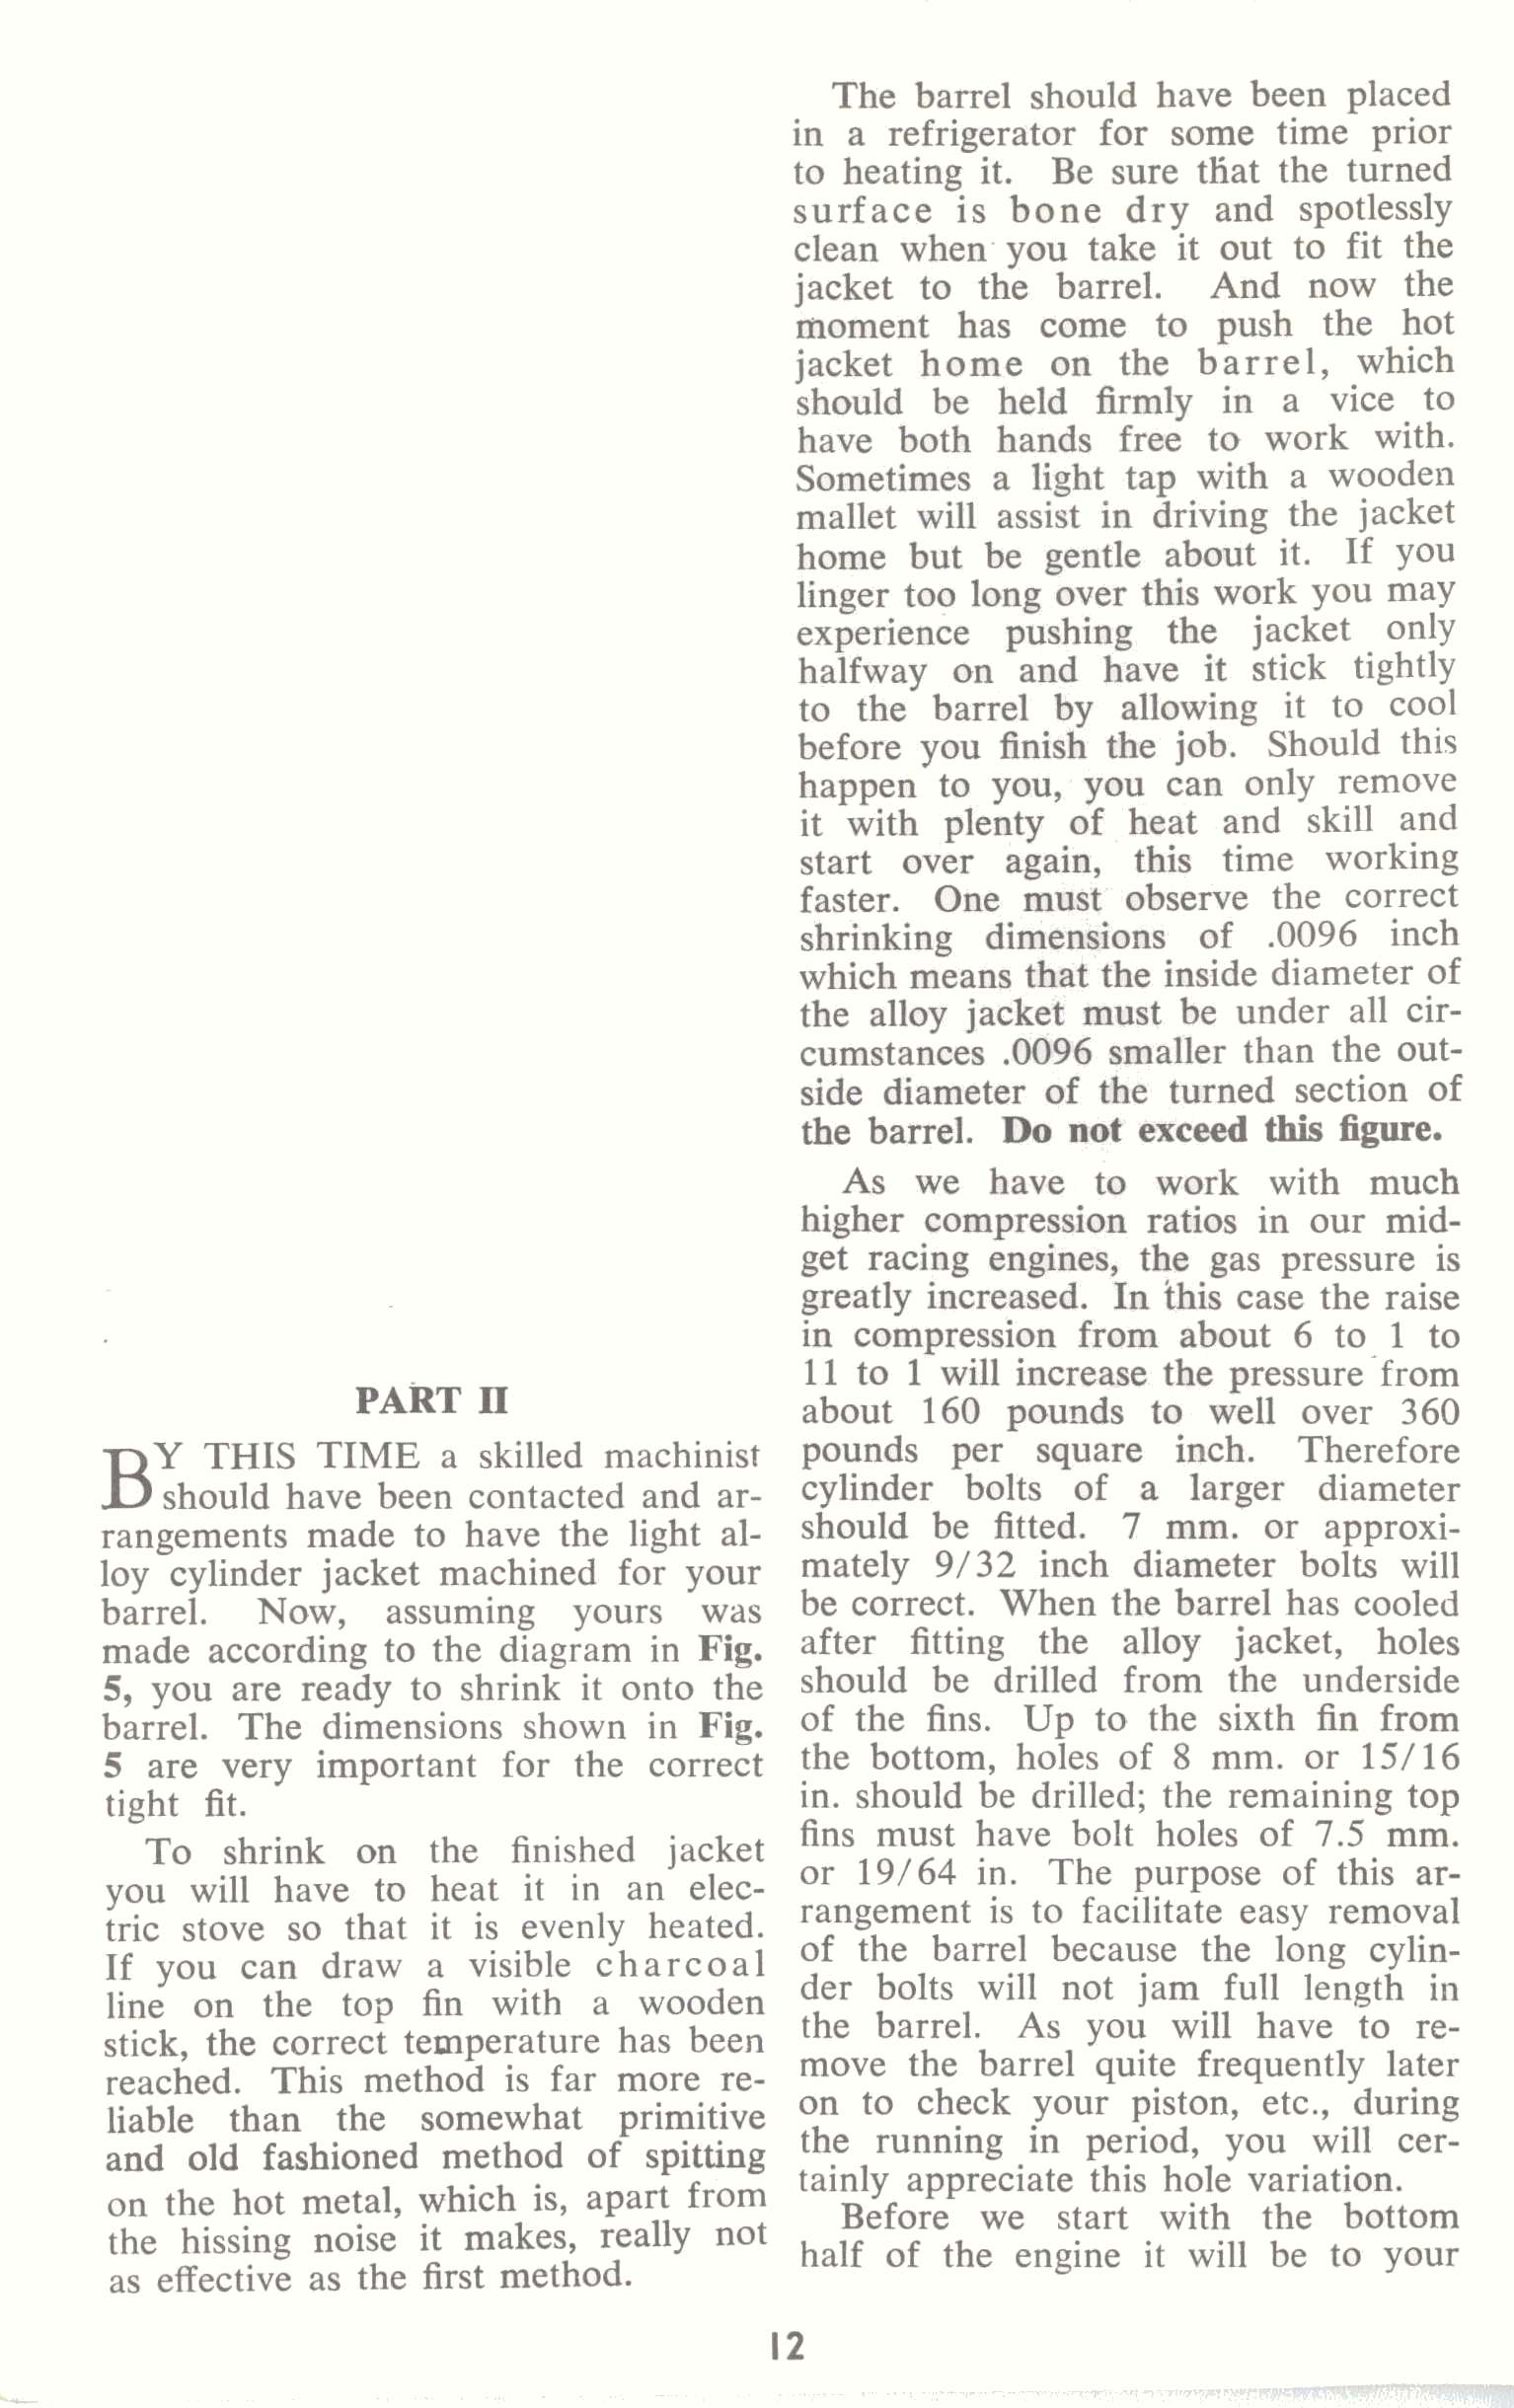 PART II
BY THIS TIME a skilled machinist
should have been contacted and ar-
rangements made to have the light al-
loy cylinder jacket machined for your
barrel. Now, assuming yours was
made according to the diagram in Fig.
5, you are ready to shrink it onto the
barrel. The dimensions shown in Fig.
5 are very important for the correct
tight fit.
To shrink on the finished jacket
you will have to heat it in an elec-
tric stove so that it is evenly heated.
If you can draw a visible charcoal
line on the top fin with a wooden
stick, the correct temperature has been
reached. This method is far more re-
liable than the somewhat primitive
and old fashioned method of spitting
on the hot metal, which is, apart from
the hissing noise it makes, really not
as effective as the first method.
The barrel should have been placed
in a refrigerator for some time prior
to heating it. Be sure that the turned
surface is bone dry and spotlessly
clean when you take it out to fit the
jacket to the barrel. And now the
moment has come to push the hot
jacket home on the barrel, which
should be held firmly in a vice to
have both hands free to work with.
Sometimes a light tap with a wooden
mallet will assist in driving the jacket
home but be gentle about it. If you
linger too long over this work you may
experience pushing the jacket only
halfway on and have it stick tightly
to the barrel by allowing it to cool
before you finish the job. Should this
happen to you, you can only remove
it with plenty of heat and skill and
start over again, this time working
faster. One must observe the correct
shrinking dimensions of .0096 inch
which means that the inside diameter of
the alloy jacket must be under all cir-
cumstances .0096 smaller than the out-
side diameter of the turned section of
the barrel. Do not exceed this figure.
As we have to work with much
higher compression ratios in our mid-
get racing engines, the gas pressure is
greatly increased. In this case the raise
in compression from about 6 to 1 to
11 to 1 will increase the pressure from
about 160 pounds to well over 360
pounds per square inch. Therefore
cylinder bolts of a larger diameter
should be fitted. 7 mm. or approxi-
mately 9/32 inch diameter bolts will
be correct. When the barrel has cooled
after fitting the alloy jacket, holes
should be drilled from the underside
of the fins. Up to the sixth fin from
the bottom, holes of 8 mm. or 15/16
in. should be drilled; the remaining top
fins must have bolt holes of 7.5 mm.
or 19/64 in. The purpose of this ar-
rangement is to facilitate easy removal
of the barrel because the long cylin-
der bolts will not jam full length in
the barrel. As you will have to re-
move the barrel quite frequently later
on to check your piston, etc., during
the running in period, you will cer-
tainly appreciate this hole variation.
Before we start with the bottom
half of the engine it will be to your
12